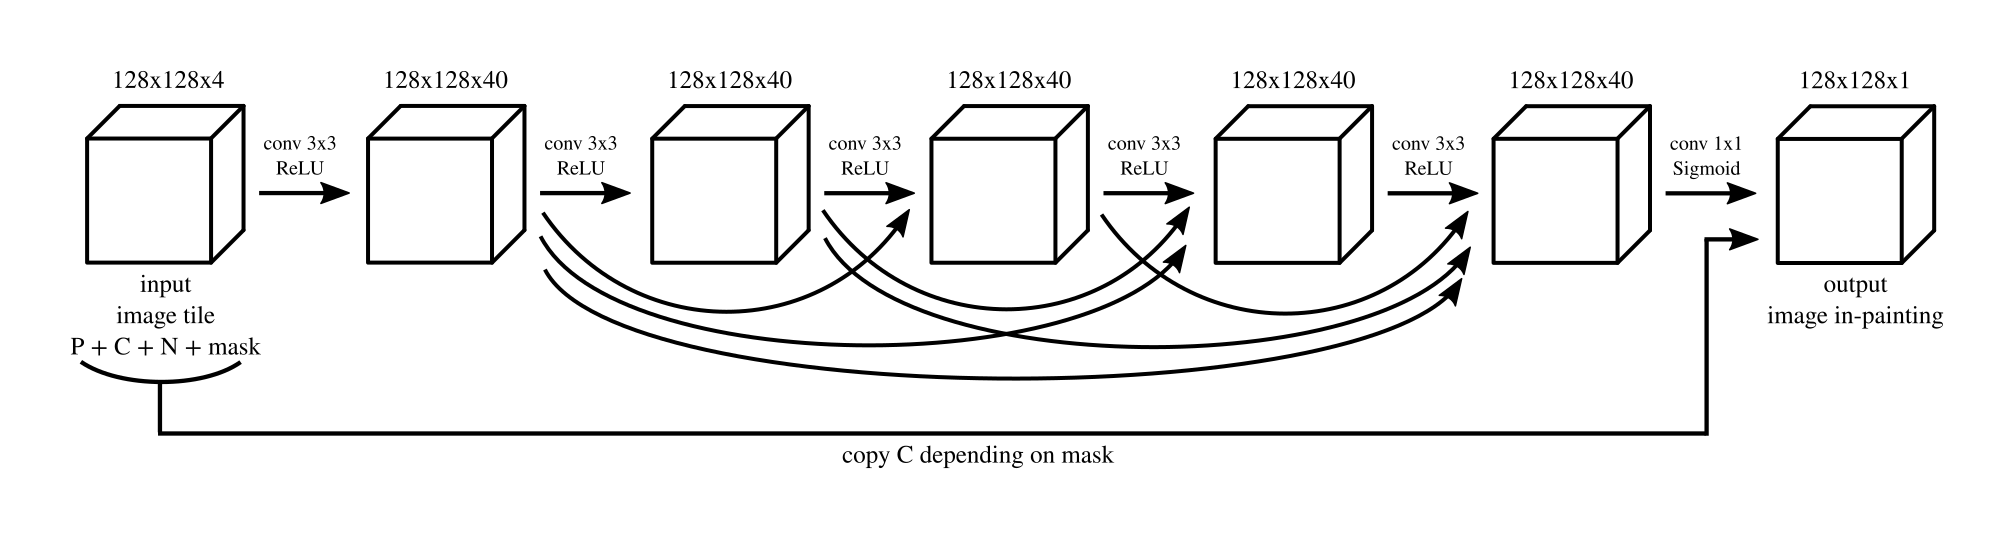 128x128x4
128x128x40
128x128x40
128x128x40
128x128x40
128x128x40
128x128x1
conv 3x3
ReLU
conv 3x3
ReLU
conv 3x3
ReLU
conv 3x3
ReLU
conv 3x3
ReLU
conv 1x1
Sigmoid
input
image tile
P + C + N + mask
output
image in-painting
copy C depending on mask